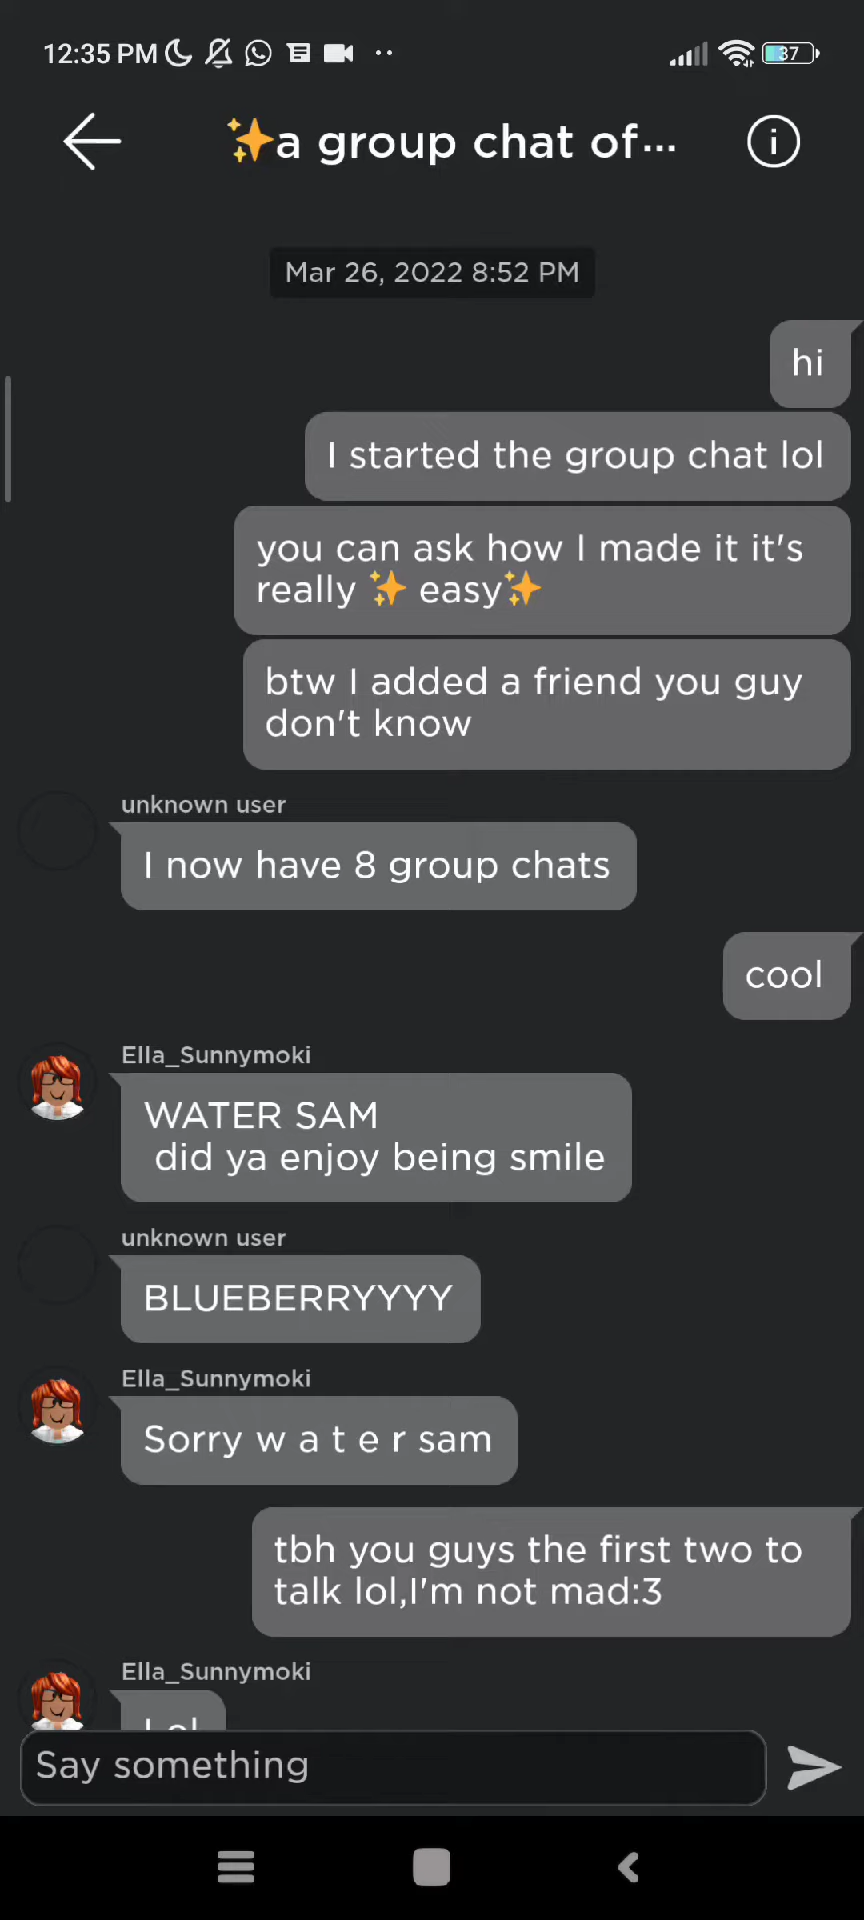 12:35 PM 37
✨a group chat of...
Mar 26, 2022 8:52 PM
hi
I started the group chat lol
you can ask how I made it it's
really ✨ easy✨
btw I added a friend you guy
don't know
unknown user
I now have 8 group chats
cool
Ella_Sunnymoki
WATER SAM
did ya enjoy being smile
unknown user
BLUEBERRYYYY
Ella_Sunnymoki
Sorry w a t e r sam
tbh you guys the first two to
talk lol,I'm not mad:3
Ella_Sunnymoki
Lol
Say something